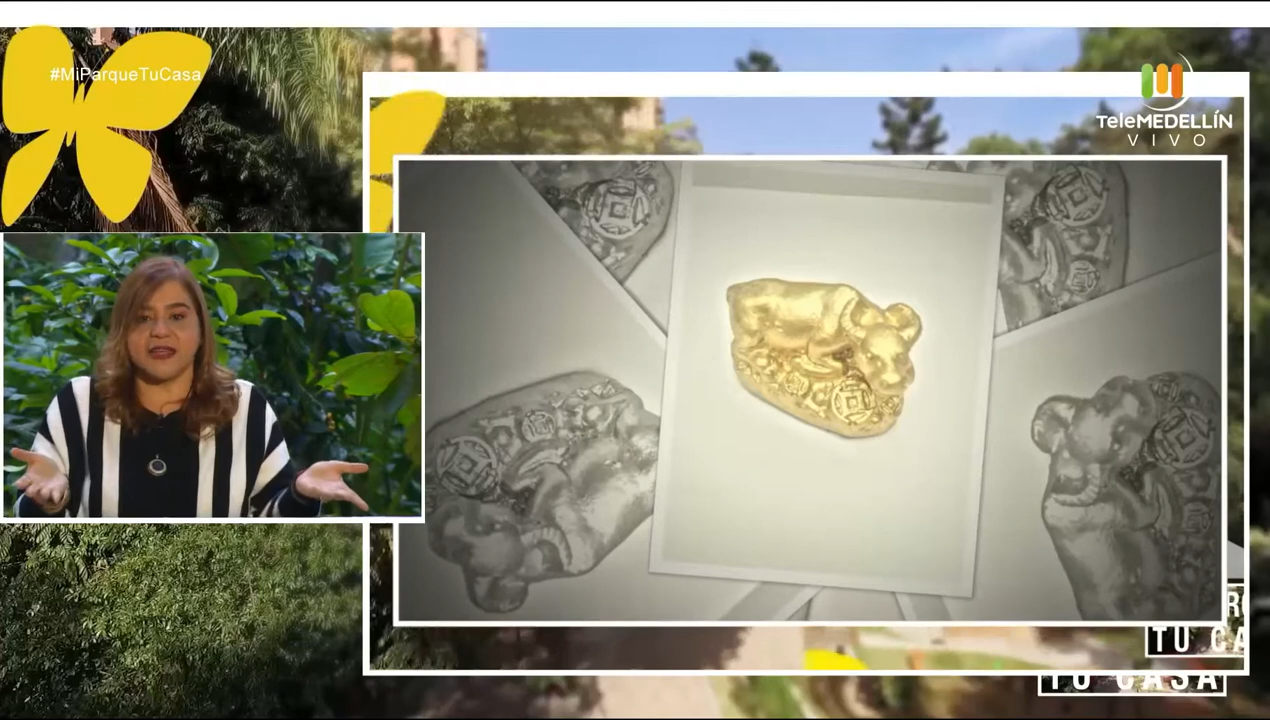 #MiParqueTuCasa
TeleMEDELLÍN
VIVO
TU CA
TU CASA